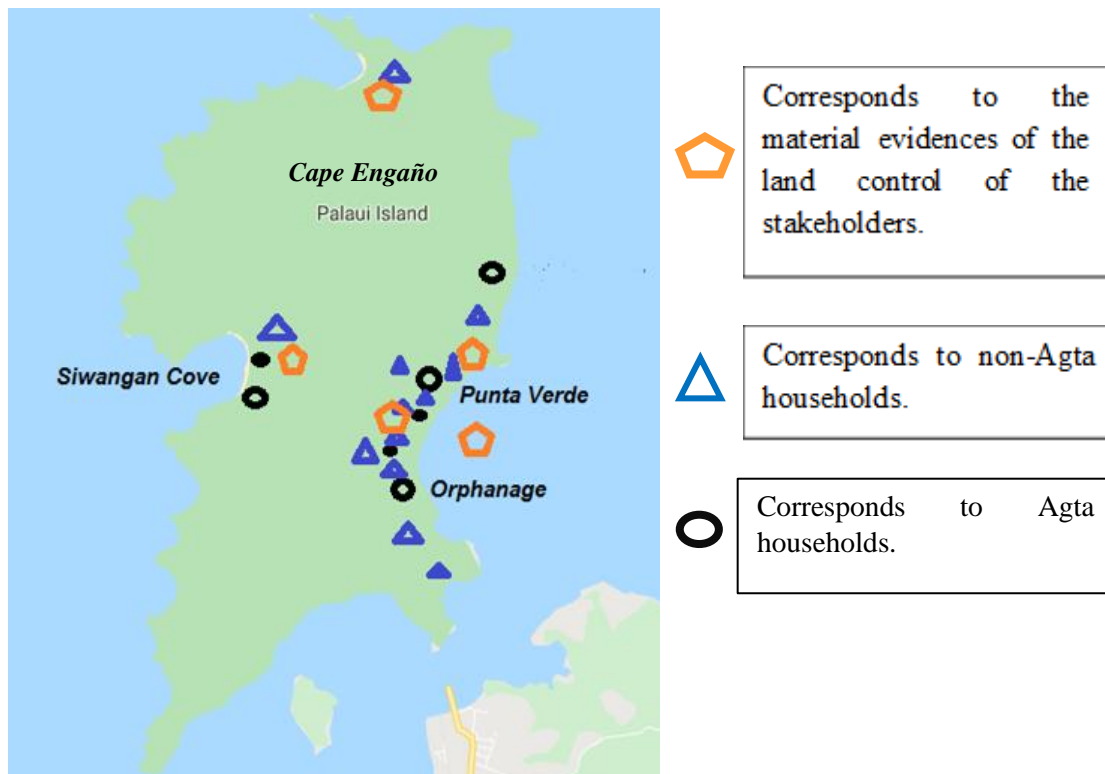 Cape Engaño
Palaui Island
Siwangan Cove
Punta Verde
Orphanage
Corresponds to the
material evidences of the
land control of the
stakeholders.
Corresponds to non-Agta
households.
Corresponds to Agta
households.